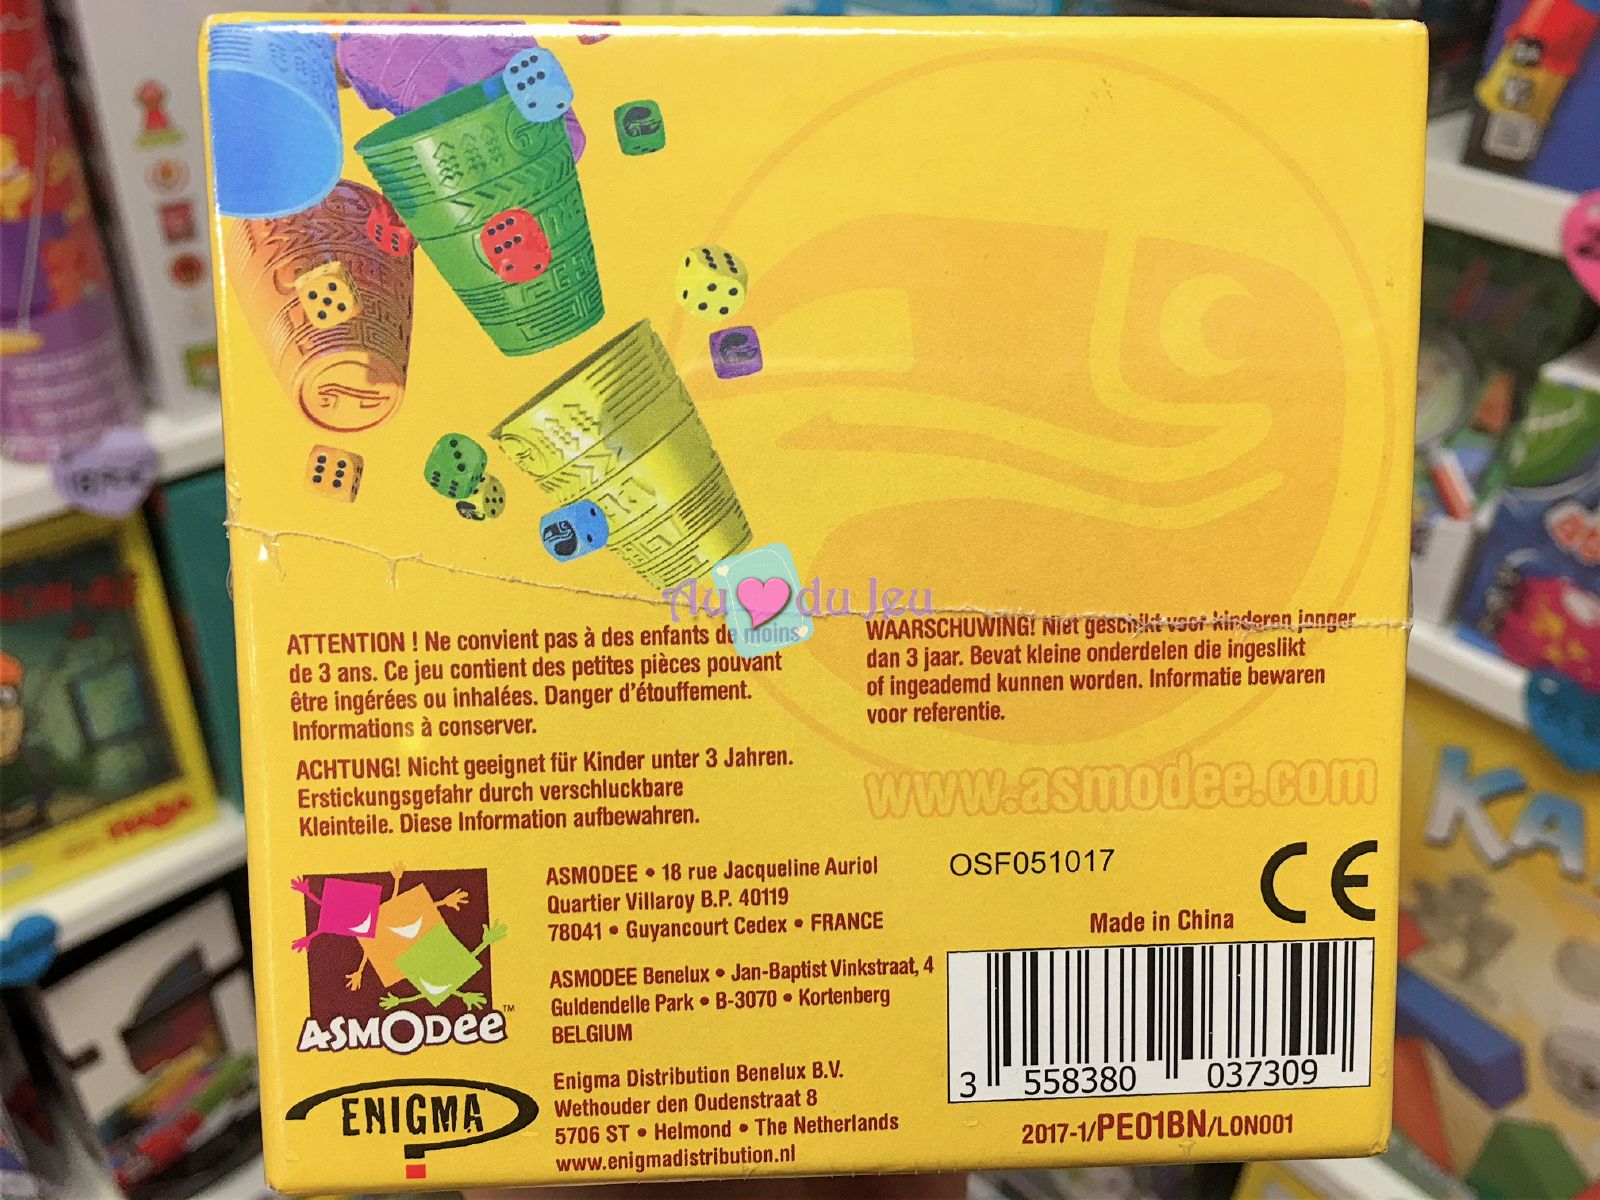 Au du Jeu
ATTENTION ! Ne convient pas à des enfants de moins
de 3 ans. Ce jeu contient des petites pièces pouvant
être ingérées ou inhalées. Danger d'étouffement.
Informations à conserver.
ACHTUNG! Nicht geeignet für Kinder unter 3 Jahren.
Erstickungsgefahr durch verschluckbare
Kleinteile. Diese Information aufbewahren.
WAARSCHUWING! Niet geschikt voor kinderen jonger
dan 3 jaar. Bevat kleine onderdelen die ingeslikt
of ingeademd kunnen worden. Informatie bewaren
voor referentie.
www.asmodee.com
ASMODEE™
ASMODEE • 18 rue Jacqueline Auriol
Quartier Villaroy B.P. 40119
78041 • Guyancourt Cedex • FRANCE
ASMODEE Benelux • Jan-Baptist Vinkstraat, 4
Guldendelle Park • B-3070 • Kortenberg
BELGIUM
ENIGMA
Enigma Distribution Benelux B.V.
Wethouder den Oudenstraat 8
5706 ST • Helmond • The Netherlands
www.enigmadistribution.nl
OSF051017
CE
Made in China
3 558380 037309
2017-1/PE01BN/LON001
KA